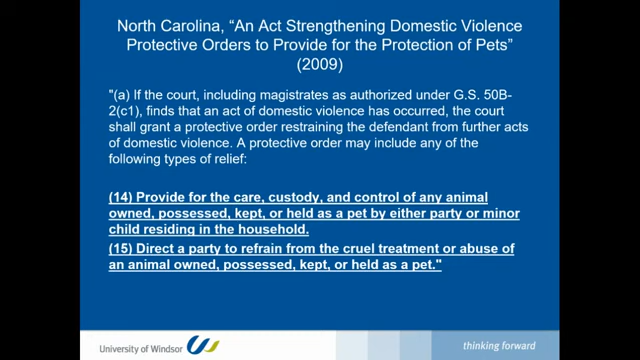 North Carolina, “An Act Strengthening Domestic Violence
Protective Orders to Provide for the Protection of Pets”
(2009)
"(a) If the court, including magistrates as authorized under G.S. 50B-
2(c1), finds that an act of domestic violence has occurred, the court
shall grant a protective order restraining the defendant from further acts
of domestic violence. A protective order may include any of the
following types of relief:
(14) Provide for the care, custody, and control of any animal
owned, possessed, kept, or held as a pet by either party or minor
child residing in the household.
(15) Direct a party to refrain from the cruel treatment or abuse of
an animal owned, possessed, kept, or held as a pet."
University of Windsor
thinking forward